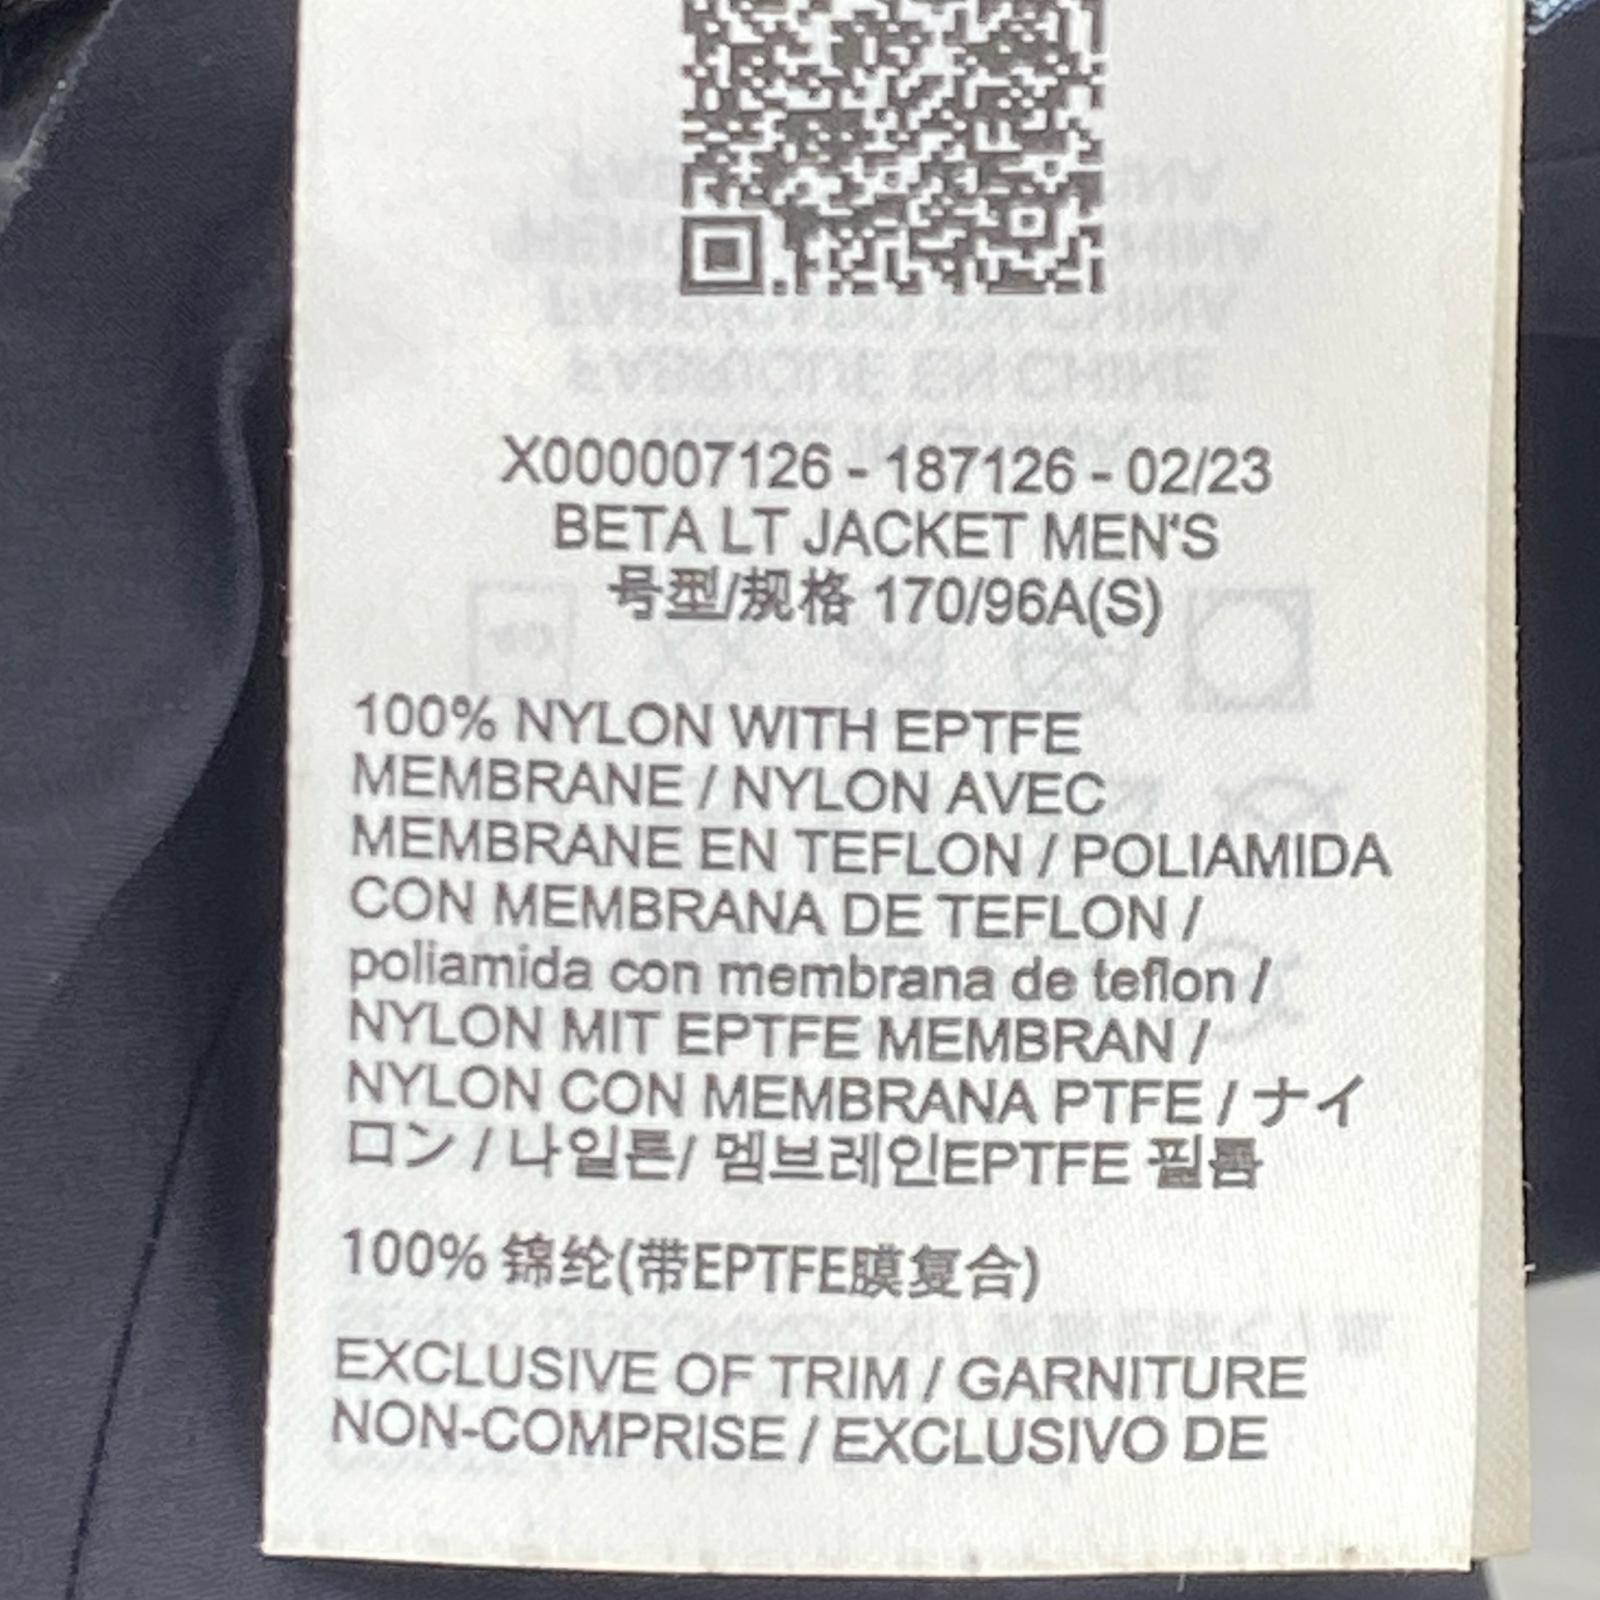 X000007126 - 187126 - 02/23
BETA LT JACKET MEN'S
号型/规格 170/96A(S)
100% NYLON WITH EPTFE
MEMBRANE / NYLON AVEC
MEMBRANE EN TEFLON / POLIAMIDA
CON MEMBRANA DE TEFLON /
poliamida con membrana de teflon /
NYLON MIT EPTFE MEMBRAN /
NYLON CON MEMBRANA PTFE / ナイ
ロン / 나일론/ 멤브레인EPTFE 필름
100% 锦纶(带EPTFE膜复合)
EXCLUSIVE OF TRIM / GARNITURE
NON-COMPRISE / EXCLUSIVO DE